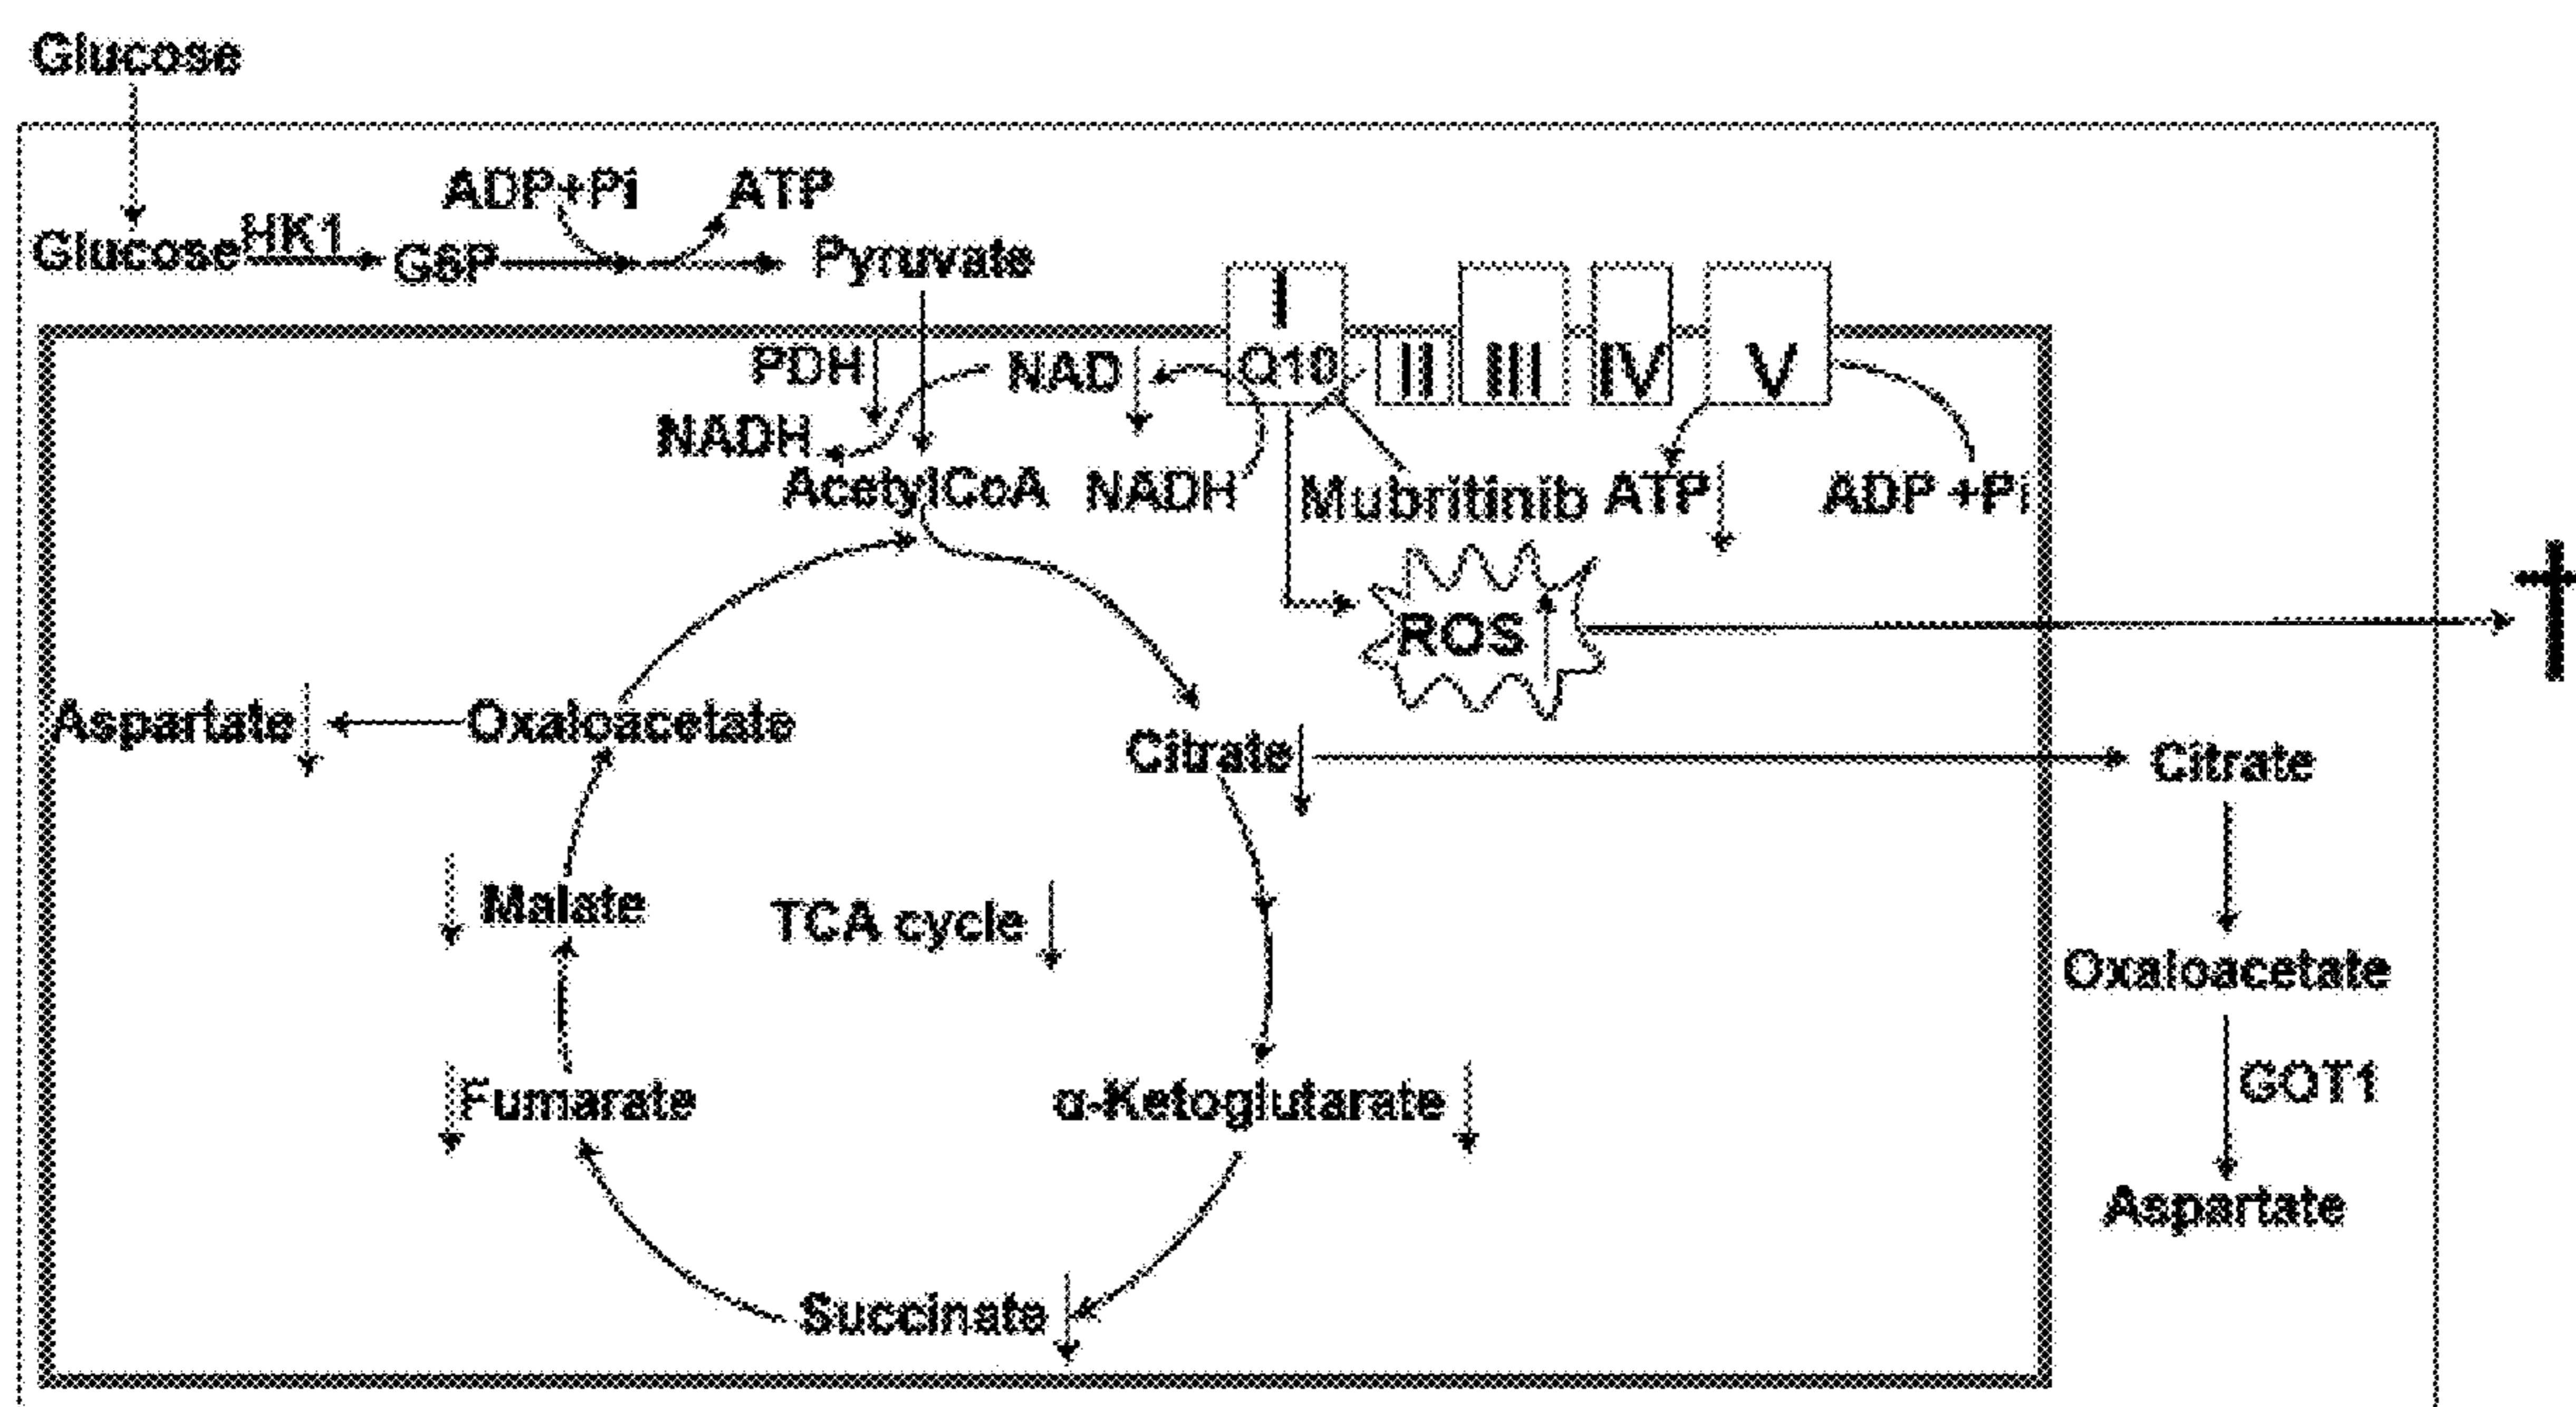 Glucose
ADP+Pi
ATP
Glucose
HK1
G6P
Pyruvate
I
PDH
NAD
Q10
II
III
IV
V
NADH
AcetylCoA
NADH
Mubritinib
ATP
ADP +Pi
ROS
Aspartate
Oxaloacetate
Citrate
Citrate
Malate
TCA cycle
Oxaloacetate
Fumarate
α-Ketoglutarate
GOT1
Aspartate
Succinate